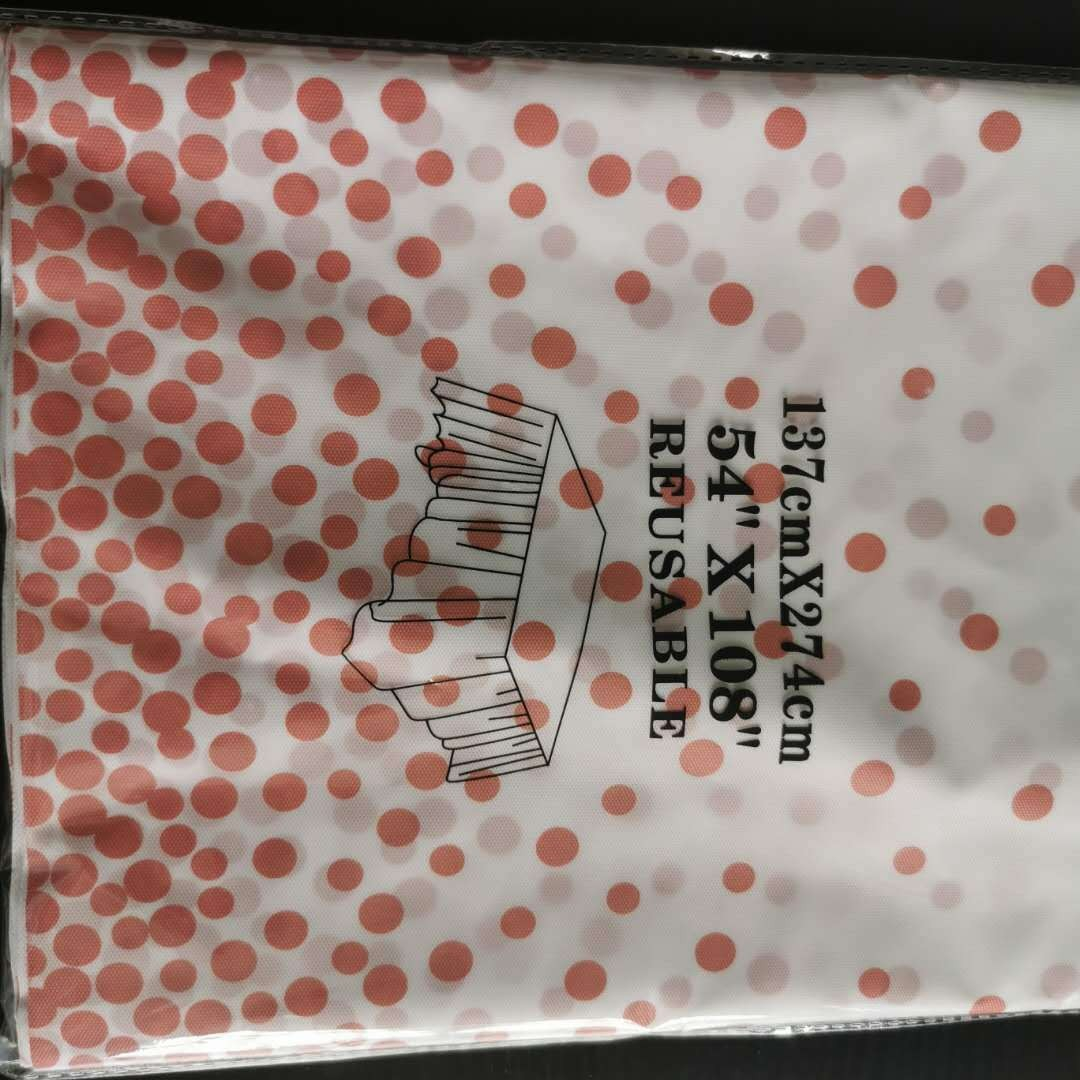 137cmX274cm
54" X 108"
REUSABLE